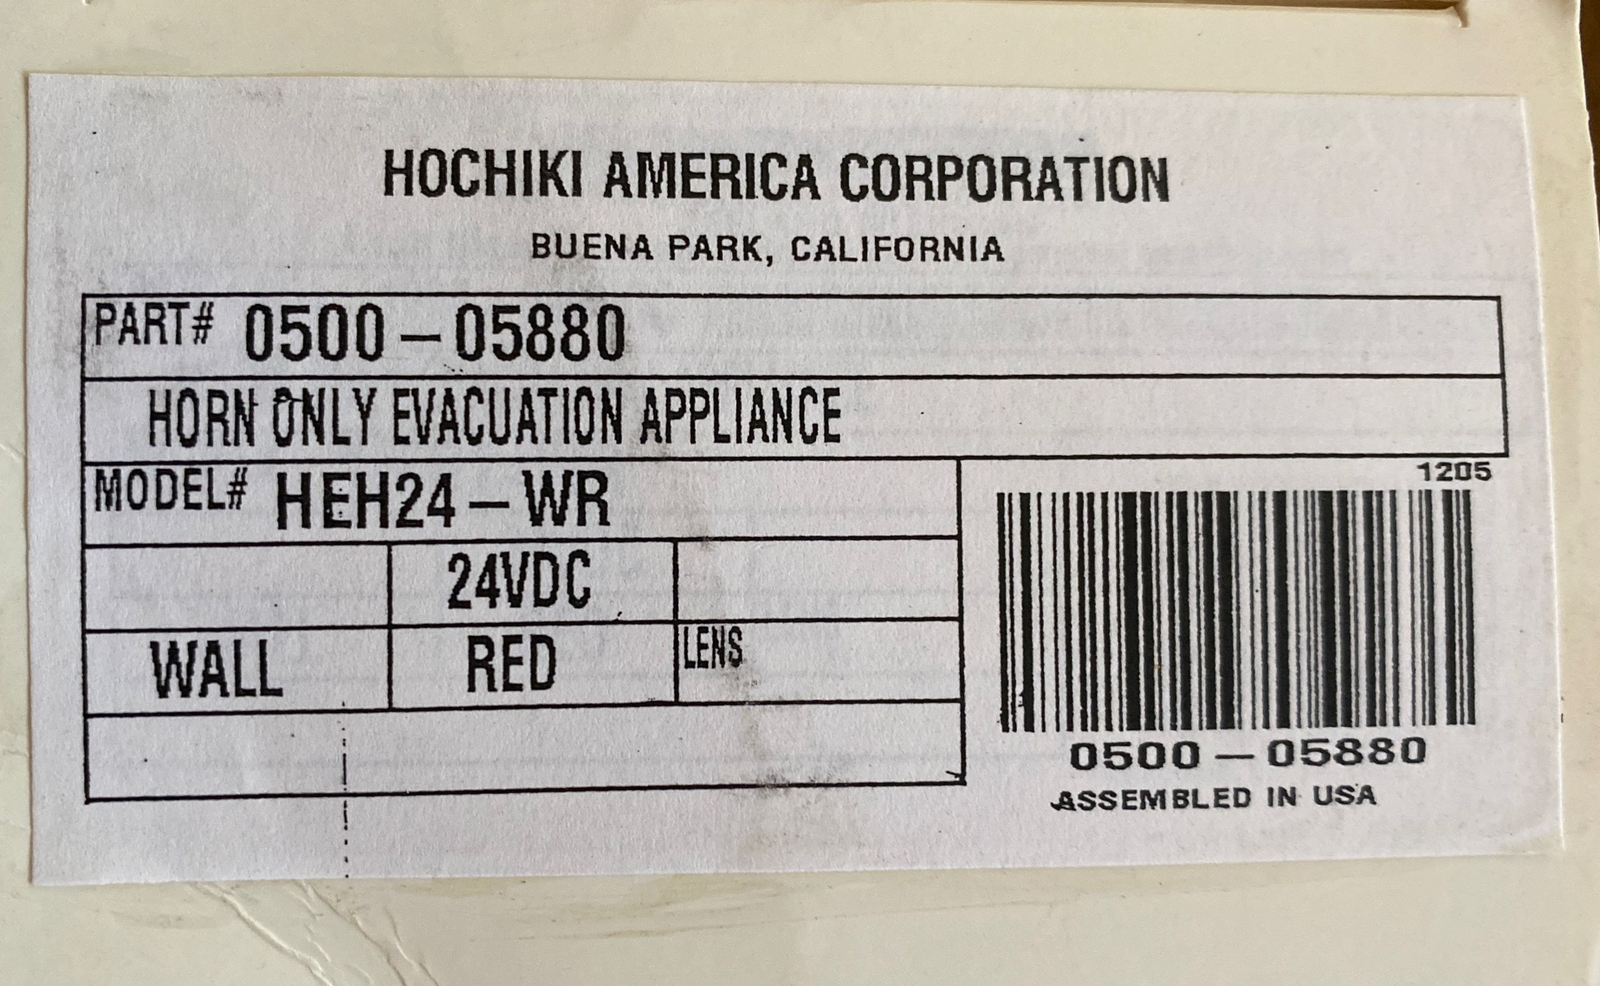 HOCHIKI AMERICA CORPORATION
BUENA PARK, CALIFORNIA
PART# 0500-05880
HORN ONLY EVACUATION APPLIANCE
MODEL# HEH24-WR
24VDC
WALL RED LENS
1205
0500-05880
ASSEMBLED IN USA